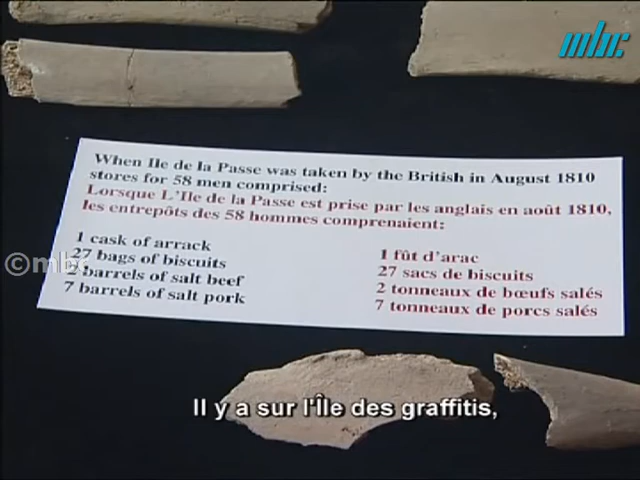 mbc
When Ile de la Passe was taken by the British in August 1810
stores for 58 men comprised:
Lorsque L'Ile de la Passe est prise par les anglais en août 1810,
les entrepôts des 58 hommes comprenaient:
1 cask of arrack
27 bags of biscuits
barrels of salt beef
7 barrels of salt pork
1 fût d'arac
27 sacs de biscuits
2 tonneaux de bœufs salés
7 tonneaux de porcs salés
©mbc
Il y a sur l'Île des graffitis,